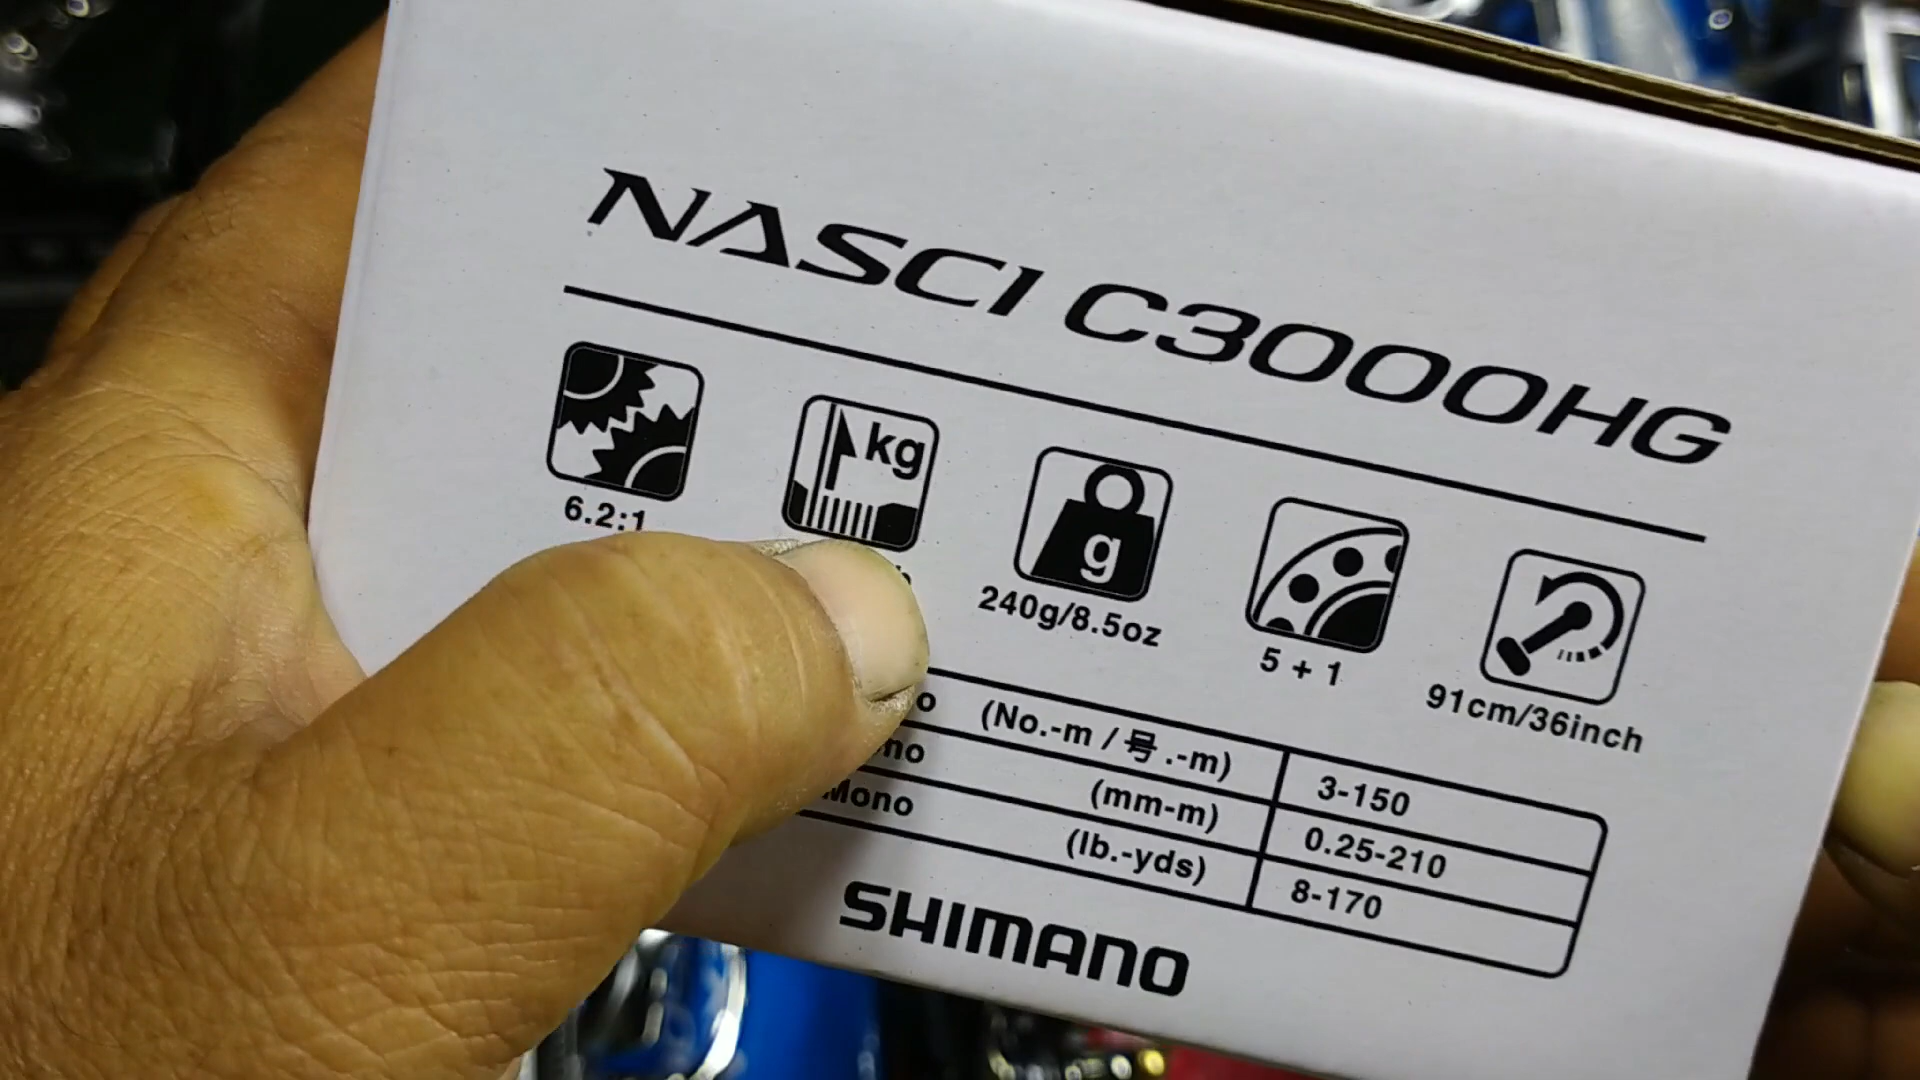 NASCI C3000HG
kg
g
6.2:1
240g/8.5oz
5 + 1
91cm/36inch
(No.-m / 号.-m) 3-150
(mm-m) 0.25-210
Mono (lb.-yds) 8-170
SHIMANO